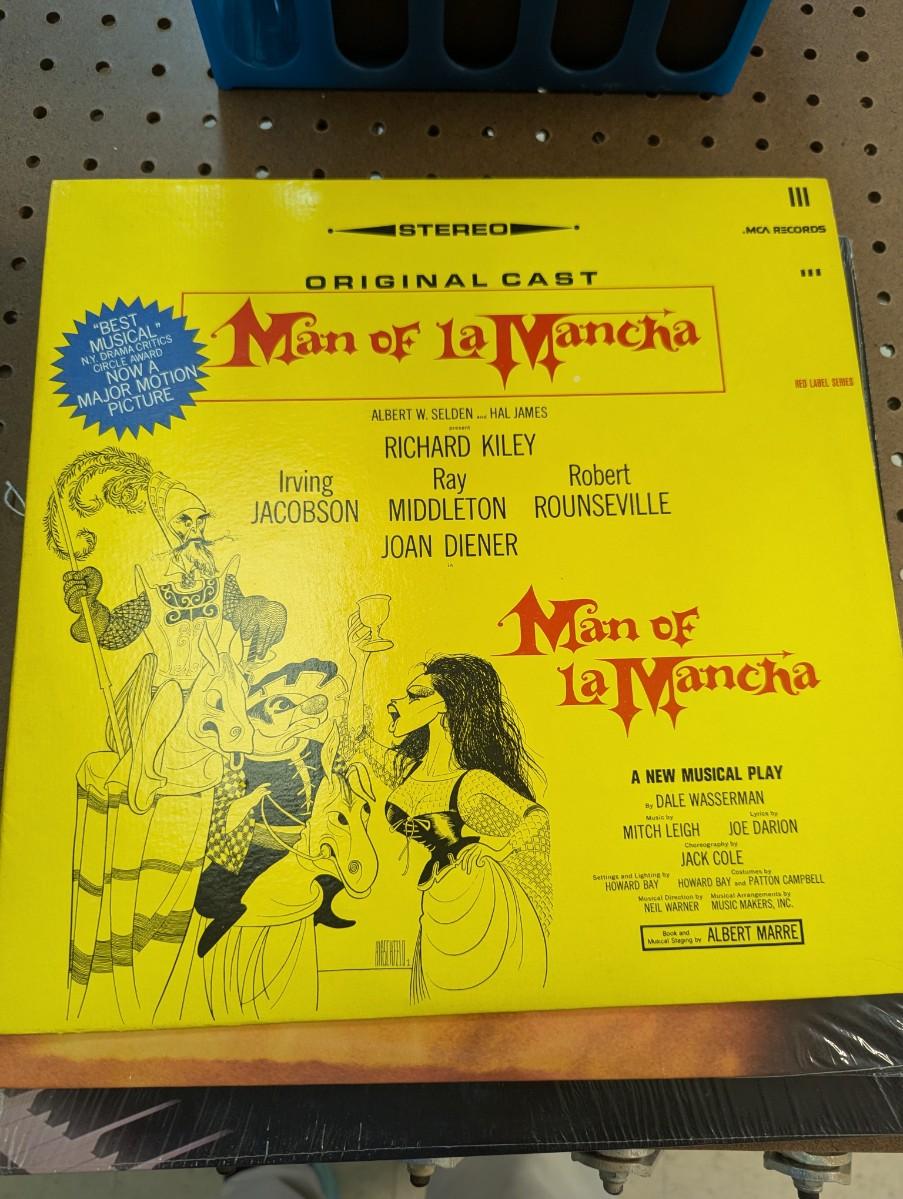 III
STEREO
.MCA RECORDS
ORIGINAL CAST
"BEST
MUSICAL"
N.Y. DRAMA CRITICS
CIRCLE AWARD
NOW A
MAJOR MOTION
PICTURE
Man of La Mancha
RED LABEL SERIES
ALBERT W. SELDEN and HAL JAMES
present
RICHARD KILEY
Irving Ray Robert
JACOBSON MIDDLETON ROUNSEVILLE
JOAN DIENER
in
Man of
La Mancha
A NEW MUSICAL PLAY
By DALE WASSERMAN
Music by Lyrics by
MITCH LEIGH JOE DARION
Choreography by
JACK COLE
Settings and Lighting by Costumes by
HOWARD BAY HOWARD BAY and PATTON CAMPBELL
Musical Direction by Musical Arrangements by
NEIL WARNER MUSIC MAKERS, INC.
Book and
Musical Staging by ALBERT MARRE
HIRSCHFELD 2